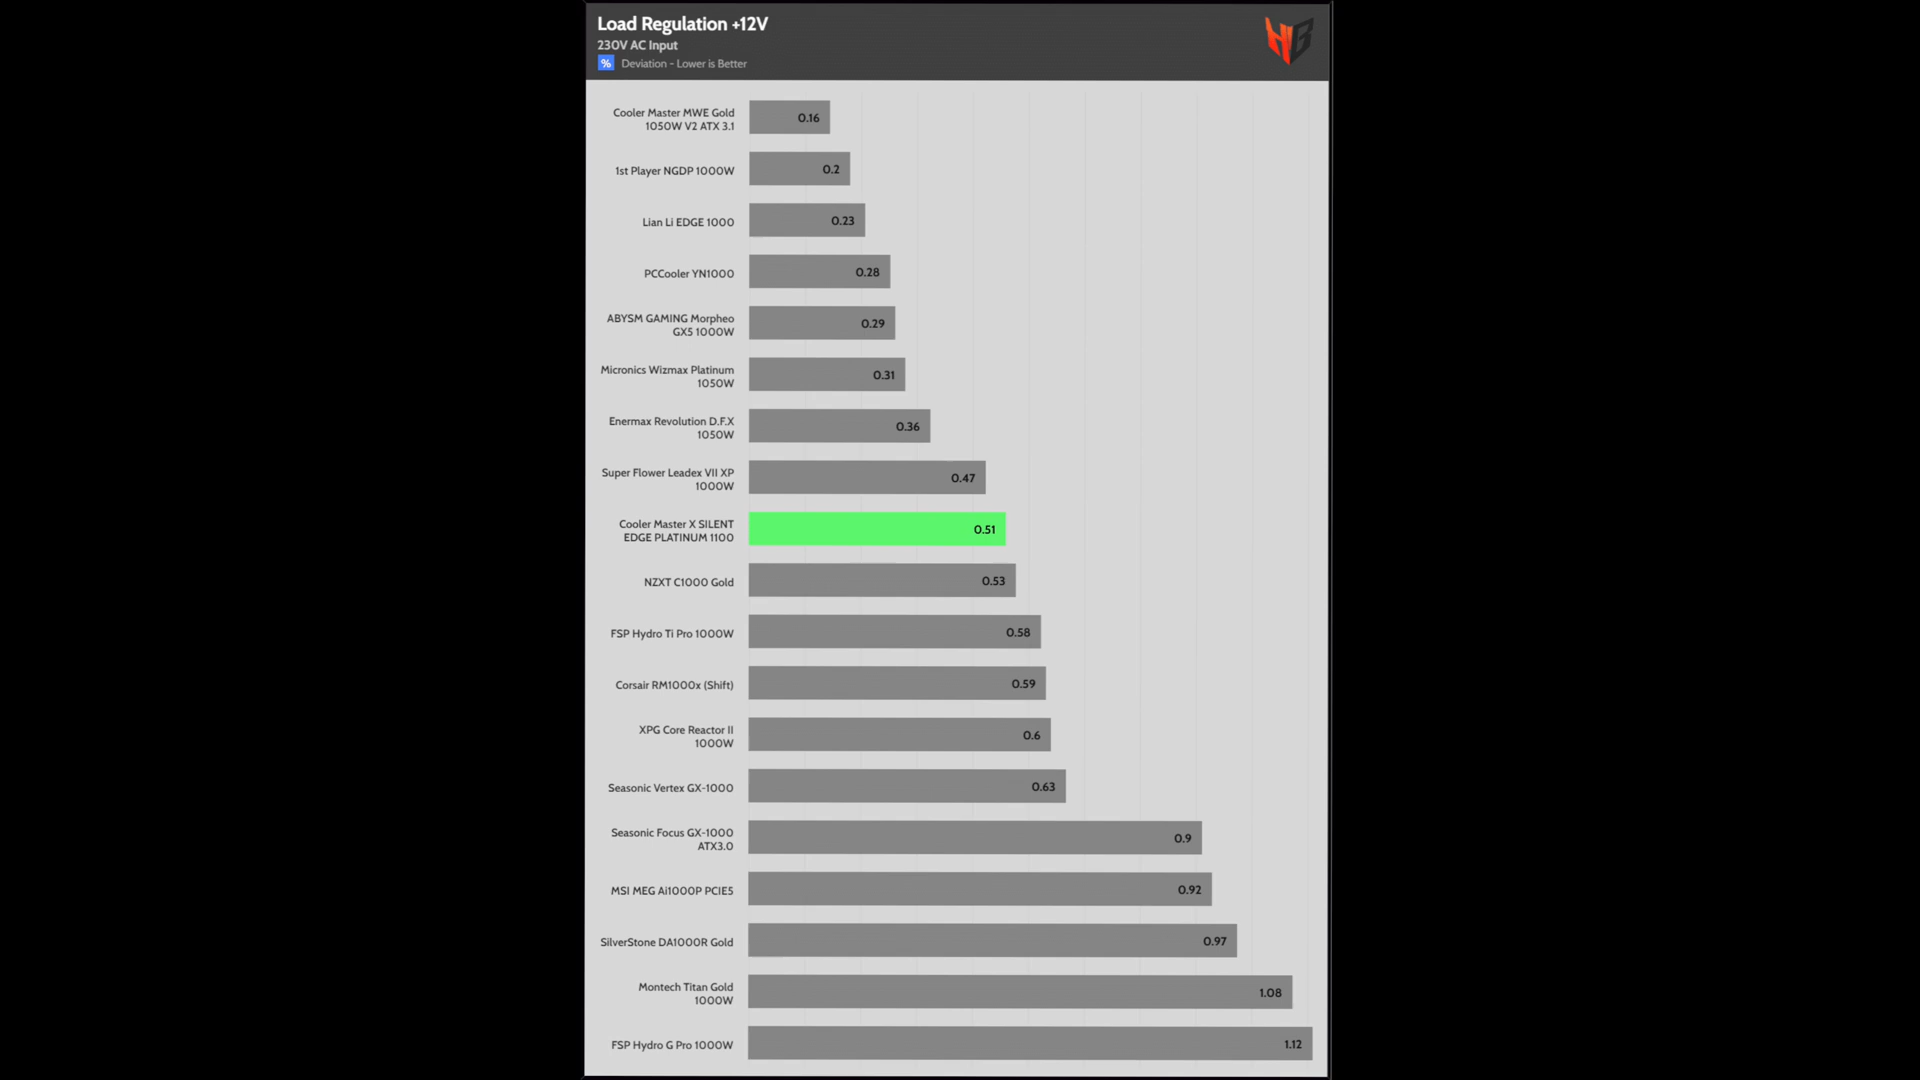 Load Regulation +12V
230V AC Input
% Deviation - Lower is Better
Cooler Master MWE Gold
1050W V2 ATX 3.1
0.16
1st Player NGDP 1000W
0.2
Lian Li EDGE 1000
0.23
PCCooler YN1000
0.28
ABYSM GAMING Morpheo
GX5 1000W
0.29
Micronics Wizmax Platinum
1050W
0.31
Enermax Revolution D.F.X
1050W
0.36
Super Flower Leadex VII XP
1000W
0.47
Cooler Master X SILENT
EDGE PLATINUM 1100
0.51
NZXT C1000 Gold
0.53
FSP Hydro Ti Pro 1000W
0.58
Corsair RM1000x (Shift)
0.59
XPG Core Reactor II
1000W
0.6
Seasonic Vertex GX-1000
0.63
Seasonic Focus GX-1000
ATX3.0
0.9
MSI MEG Ai1000P PCIE5
0.92
SilverStone DA1000R Gold
0.97
Montech Titan Gold
1000W
1.08
FSP Hydro G Pro 1000W
1.12